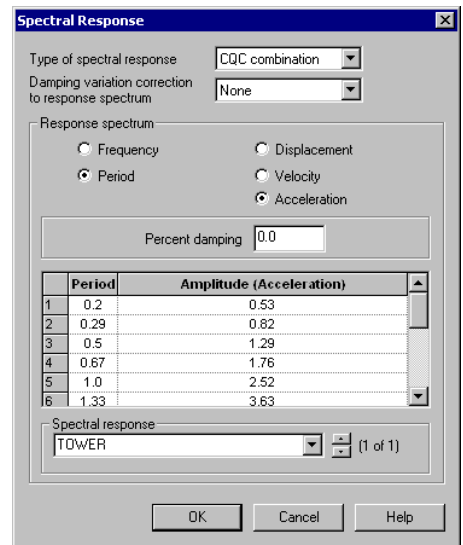 Spectral Response
Type of spectral response CQC combination
Damping variation correction
to response spectrum None
Response spectrum
Frequency Displacement
Period Velocity
Acceleration
Percent damping 0.0
Period Amplitude (Acceleration)
1 0.2 0.53
2 0.29 0.82
3 0.5 1.29
4 0.67 1.76
5 1.0 2.52
6 1.33 3.63
Spectral response
TOWER (1 of 1)
OK Cancel Help